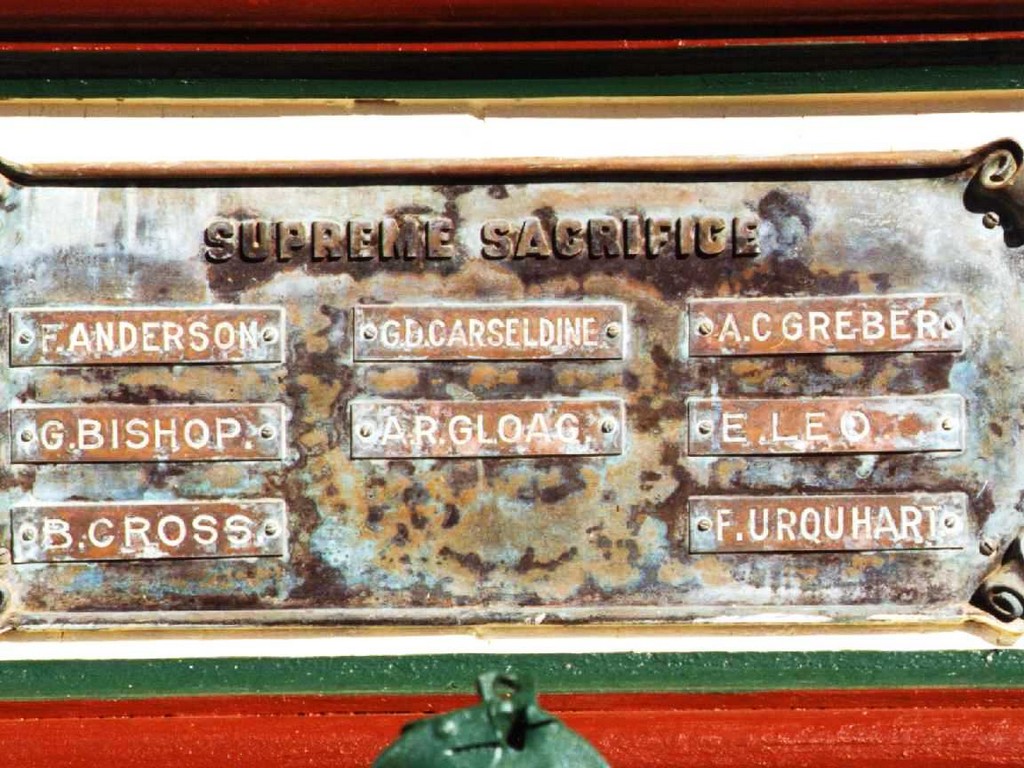 SUPREME SACRIFICE
F. ANDERSON
G.D. CARSELDINE
A.C GREBER
G. BISHOP.
A.R. GLOAG.
E. LEO.
B. CROSS.
F. URQUHART